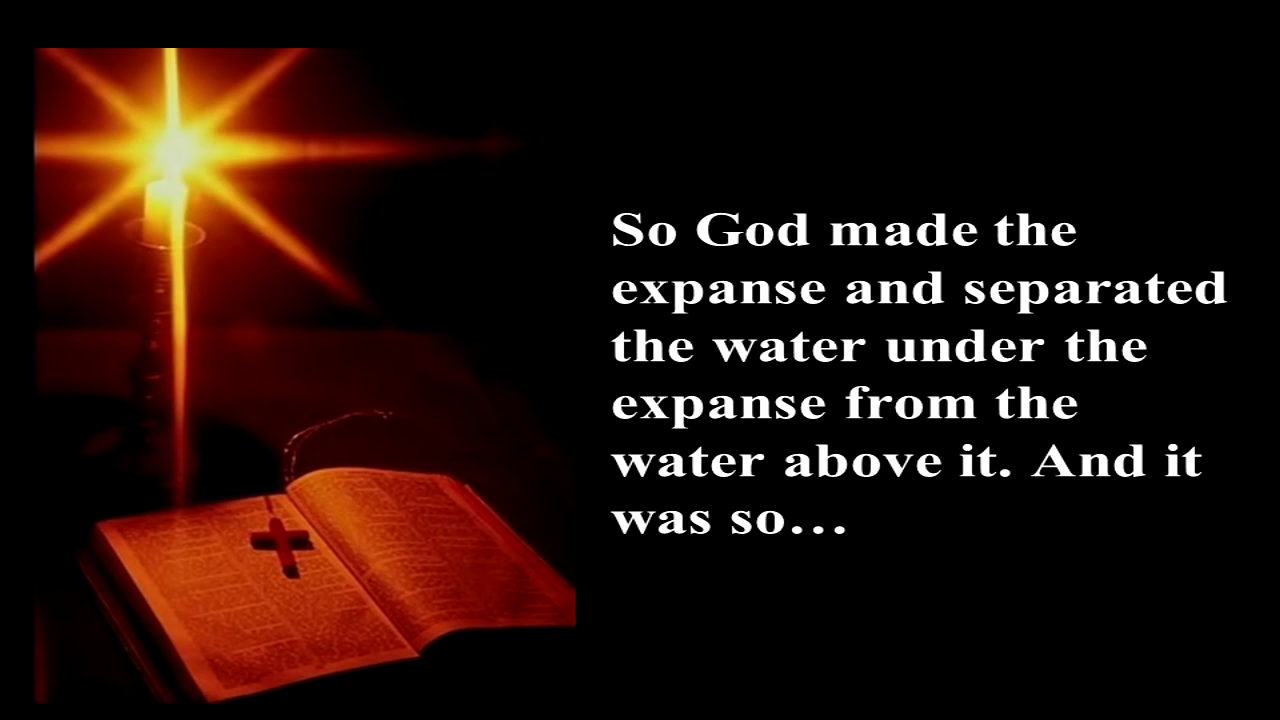 So God made the
expanse and separated
the water under the
expanse from the
water above it. And it
was so…